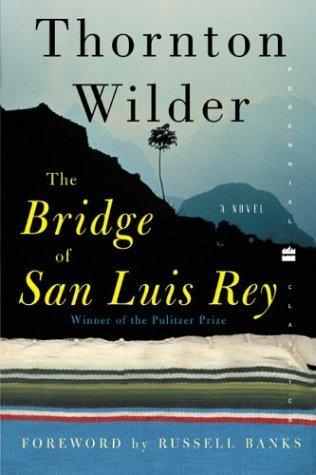 Thornton
Wilder
The
Bridge
of
San Luis Rey
A NOVEL
Winner of the Pulitzer Prize
PERENNIAL
CLASSICS
FOREWORD by RUSSELL BANKS